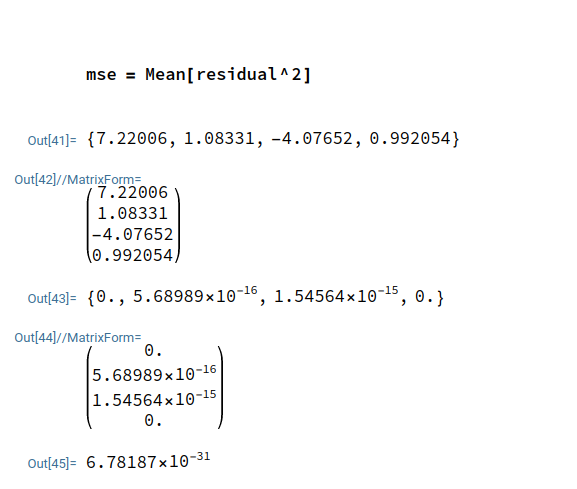 mse = Mean[residual^2]
Out[41]= {7.22006, 1.08331, −4.07652, 0.992054}
Out[42]//MatrixForm=
7.22006
1.08331
−4.07652
0.992054
Out[43]= {0., 5.68989×10⁻¹⁶, 1.54564×10⁻¹⁵, 0.}
Out[44]//MatrixForm=
0.
5.68989×10⁻¹⁶
1.54564×10⁻¹⁵
0.
Out[45]= 6.78187×10⁻³¹